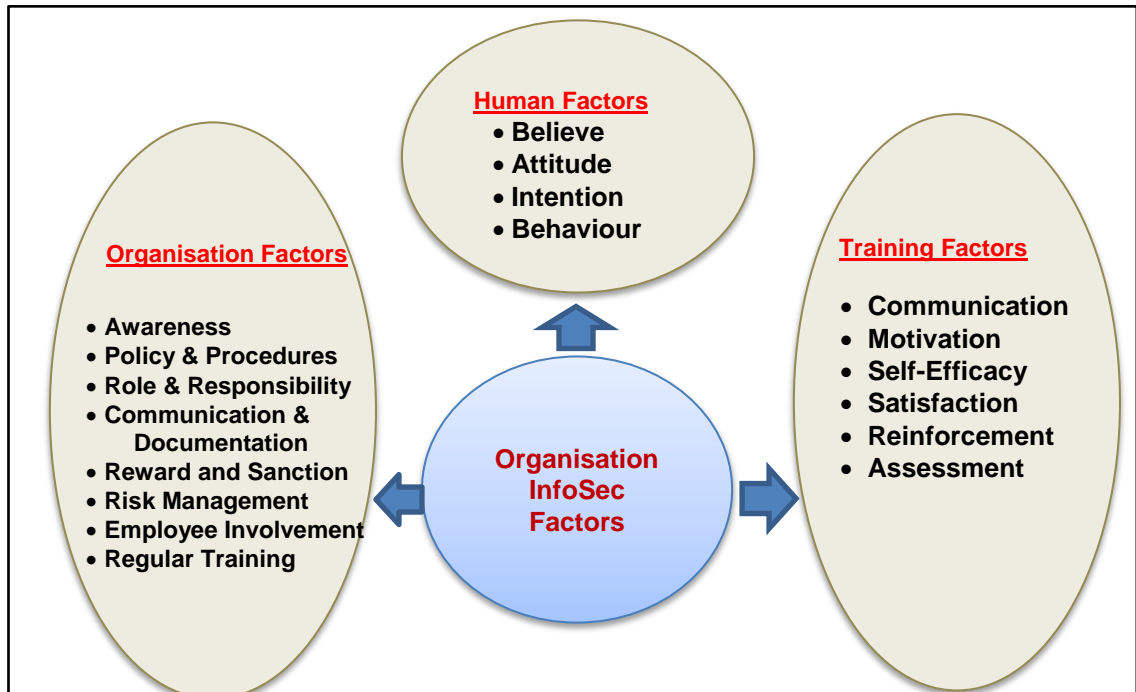 Human Factors
• Believe
• Attitude
• Intention
• Behaviour
Organisation Factors
• Awareness
• Policy & Procedures
• Role & Responsibility
• Communication &
Documentation
• Reward and Sanction
• Risk Management
• Employee Involvement
• Regular Training
Organisation
InfoSec
Factors
Training Factors
• Communication
• Motivation
• Self-Efficacy
• Satisfaction
• Reinforcement
• Assessment